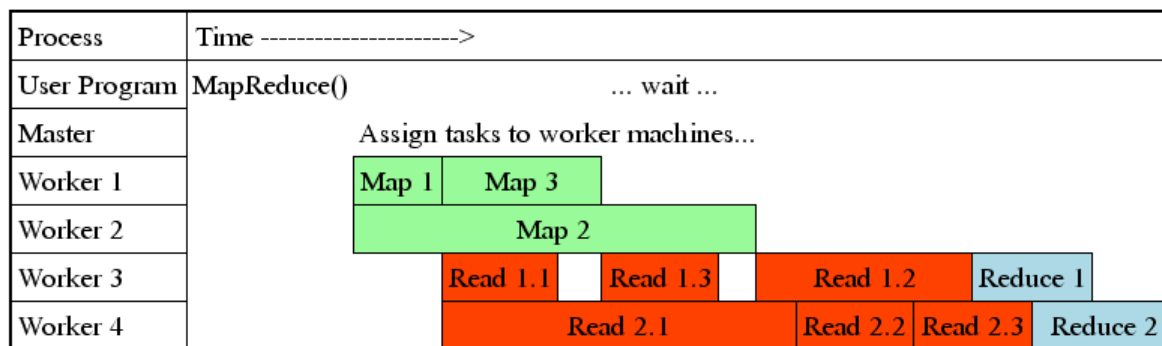 Process Time ---------------------->
User Program MapReduce() ... wait ...
Master Assign tasks to worker machines...
Worker 1 Map 1 Map 3
Worker 2 Map 2
Worker 3 Read 1.1 Read 1.3 Read 1.2 Reduce 1
Worker 4 Read 2.1 Read 2.2 Read 2.3 Reduce 2